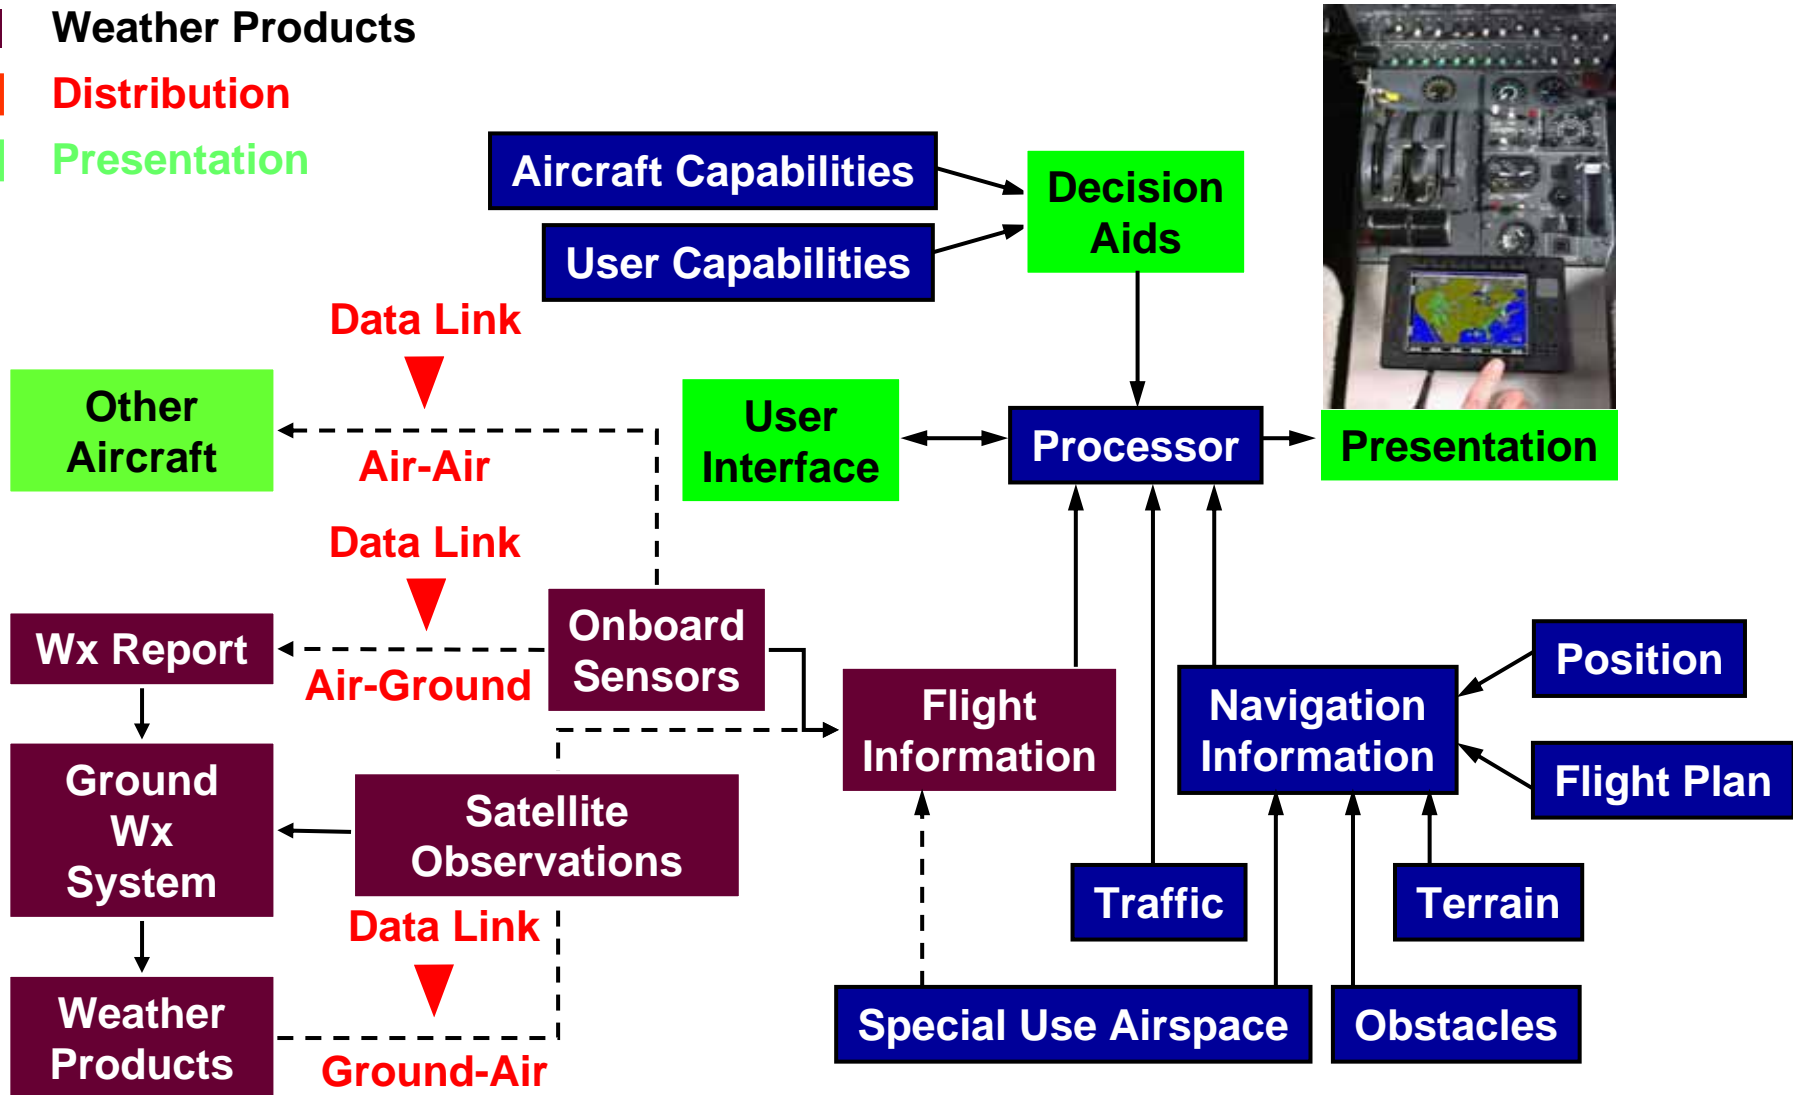 Weather Products
Distribution
Presentation
Aircraft Capabilities
User Capabilities
Decision
Aids
Data Link
Other
Aircraft
Air-Air
User
Interface
Processor
Presentation
Data Link
Wx Report
Air-Ground
Onboard
Sensors
Flight
Information
Navigation
Information
Position
Flight Plan
Ground
Wx
System
Satellite
Observations
Traffic
Terrain
Data Link
Weather
Products
Ground-Air
Special Use Airspace
Obstacles